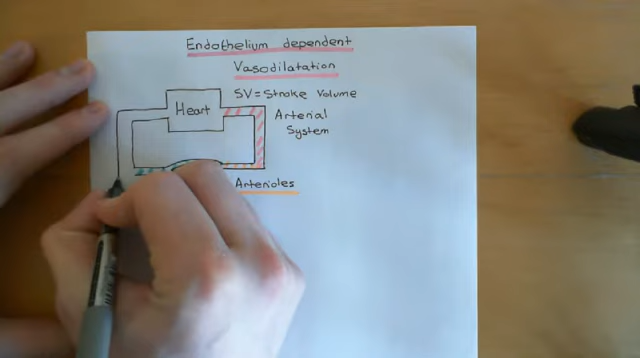 Endothelium dependent
Vasodilatation
SV = Stroke Volume
Heart
Arterial
System
Arterioles